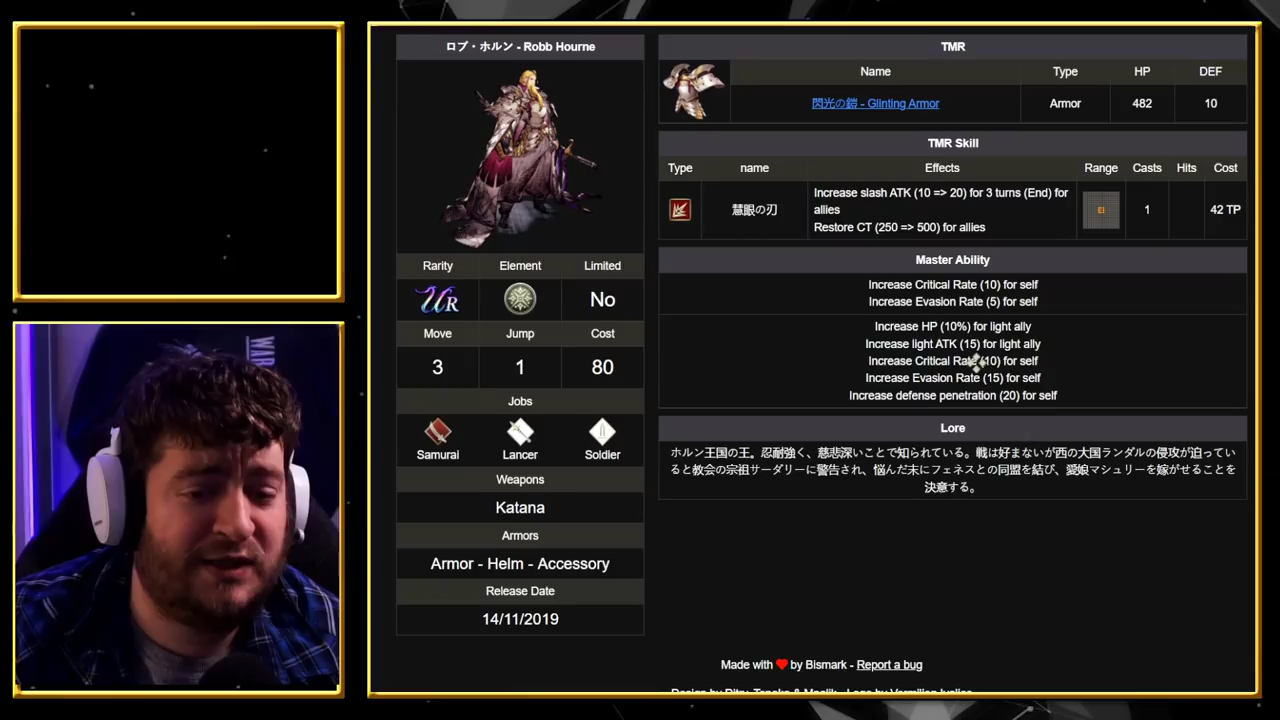 ロブ・ホルン - Robb Hourne
Rarity Element Limited
UR No
Move Jump Cost
3 1 80
Jobs
Samurai Lancer Soldier
Weapons
Katana
Armors
Armor - Helm - Accessory
Release Date
14/11/2019
TMR
Name Type HP DEF
閃光の鎧 - Glinting Armor Armor 482 10
TMR Skill
Type name Effects Range Casts Hits Cost
慧眼の刃 Increase slash ATK (10 => 20) for 3 turns (End) for
allies
Restore CT (250 => 500) for allies
1 42 TP
Master Ability
Increase Critical Rate (10) for self
Increase Evasion Rate (5) for self
Increase HP (10%) for light ally
Increase light ATK (15) for light ally
Increase Critical Rate (10) for self
Increase Evasion Rate (15) for self
Increase defense penetration (20) for self
Lore
ホルン王国の王。忍耐強く、慈悲深いことで知られている。戦は好まないが西の大国ランダルの侵攻が迫ってい
ると教会の宗祖サーダリーに警告され、悩んだ末にフェネスとの同盟を結び、愛娘マシュリーを嫁がせることを
決意する。
Made with ❤ by Bismark - Report a bug
WAR